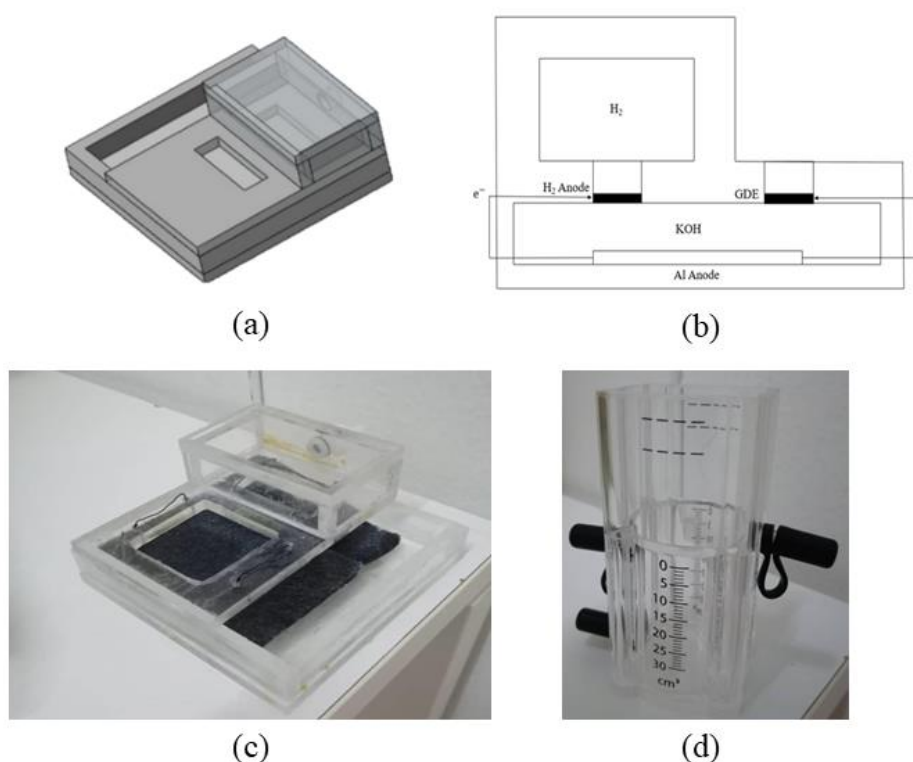 H₂
H₂ Anode
GDE
e⁻
KOH
Al Anode
(a)
(b)
0
5
10
15
20
25
30
cm³
(c)
(d)